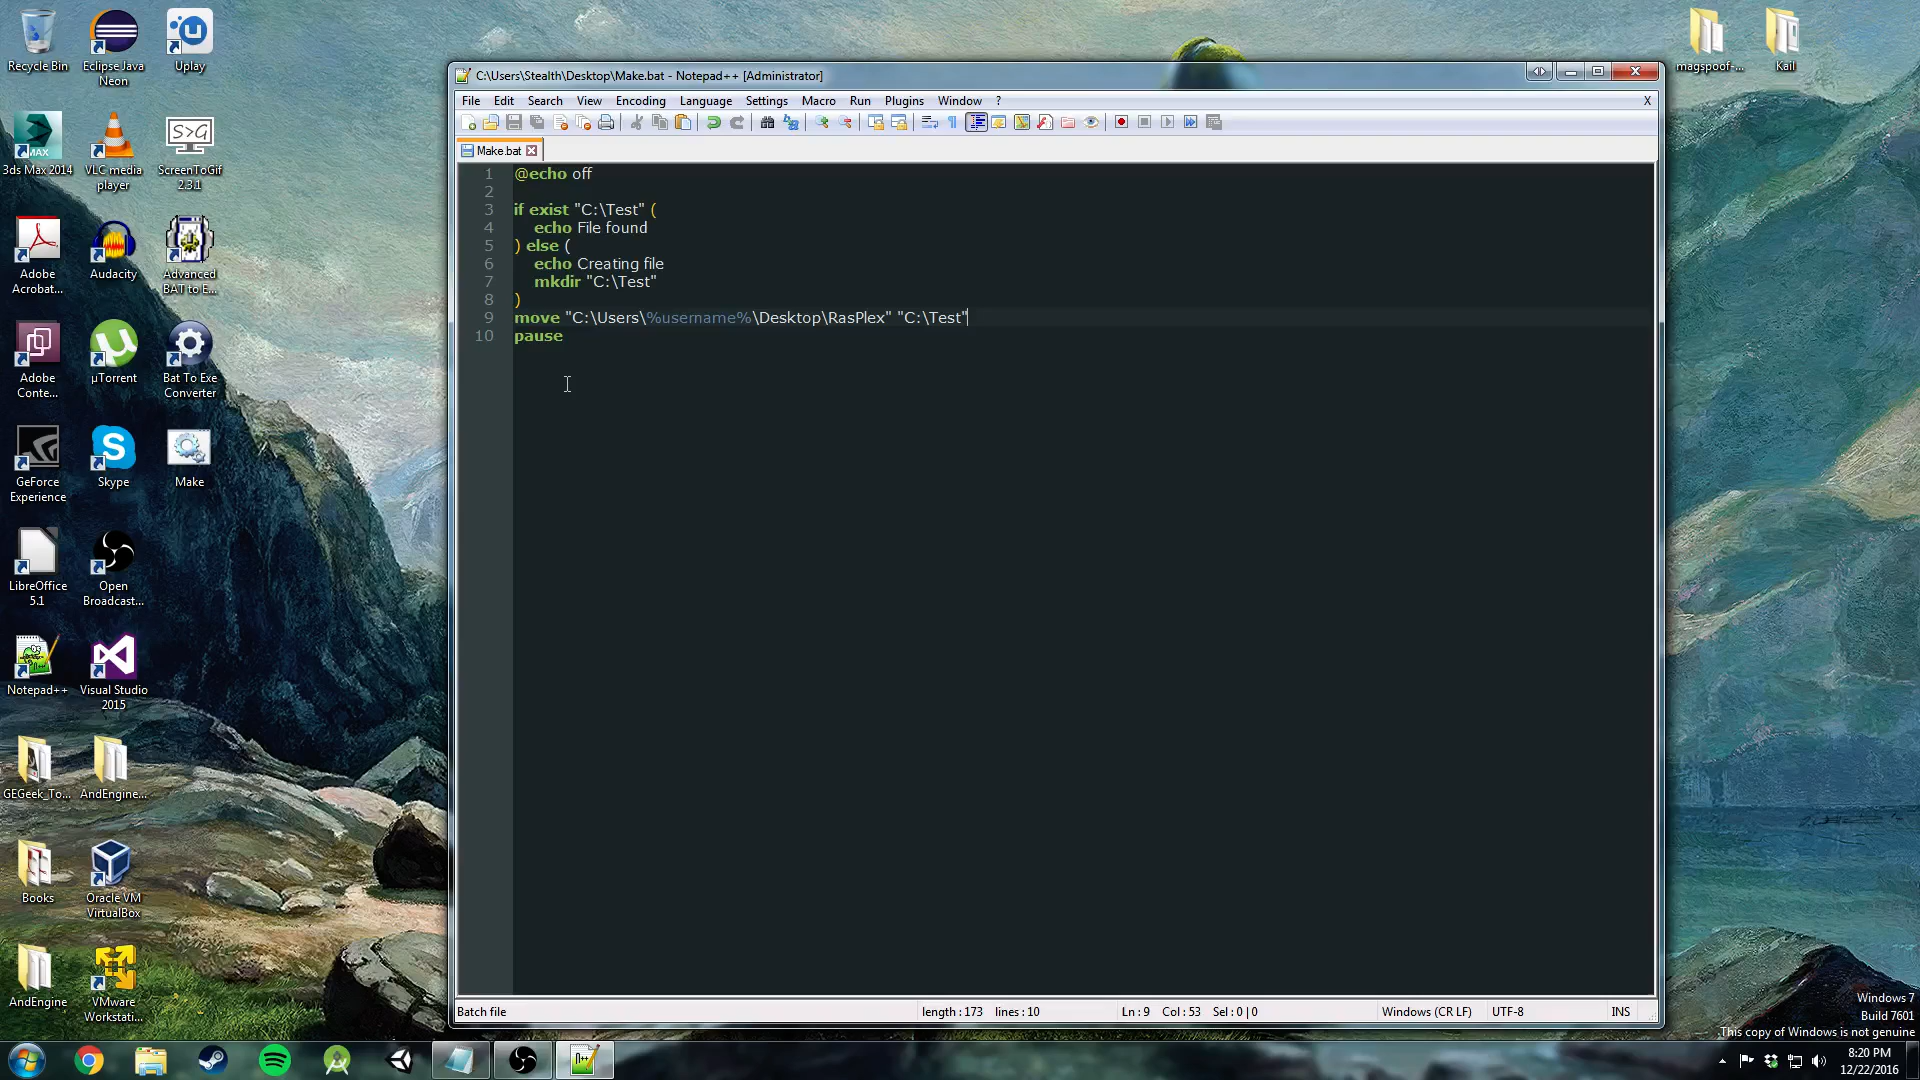 Recycle Bin
Eclipse Java
Neon
Uplay
3ds Max 2014
VLC media
player
ScreenToGif
2.3.1
Adobe
Acrobat...
Audacity
Advanced
BAT to E...
Adobe
Conte...
µTorrent
Bat To Exe
Converter
GeForce
Experience
Skype
Make
LibreOffice
5.1
Open
Broadcast...
Notepad++
Visual Studio
2015
GEGeek_To...
AndEngine...
Books
Oracle VM
VirtualBox
AndEngine
VMware
Workstati...
magspoof-...
Kail
C:\Users\Stealth\Desktop\Make.bat - Notepad++ [Administrator]
File Edit Search View Encoding Language Settings Macro Run Plugins Window ? X
Make.bat
1 @echo off
2
3 if exist "C:\Test" (
4 echo File found
5 ) else (
6 echo Creating file
7 mkdir "C:\Test"
8 )
9 move "C:\Users\%username%\Desktop\RasPlex" "C:\Test"
10 pause
Batch file length : 173 lines : 10 Ln : 9 Col : 53 Sel : 0 | 0 Windows (CR LF) UTF-8 INS
Windows 7
Build 7601
This copy of Windows is not genuine
8:20 PM
12/22/2016